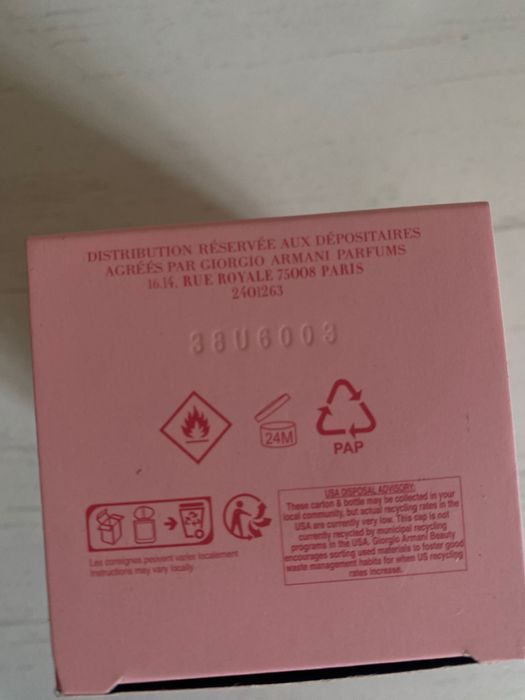 DISTRIBUTION RÉSERVÉE AUX DÉPOSITAIRES
AGRÉÉS PAR GIORGIO ARMANI PARFUMS
16.14. RUE ROYALE 75008 PARIS
2401263
38U6003
24M
PAP
Les consignes peuvent varier localement
Instructions may vary locally
USA DISPOSAL ADVISORY:
These carton & bottle may be collected in your
local community, but actual recycling rates in the
USA are currently very low. This cap is not
currently recycled by municipal recycling
programs in the USA. Giorgio Armani Beauty
encourages sorting used materials to foster good
waste management habits for when US recycling
rates increase.